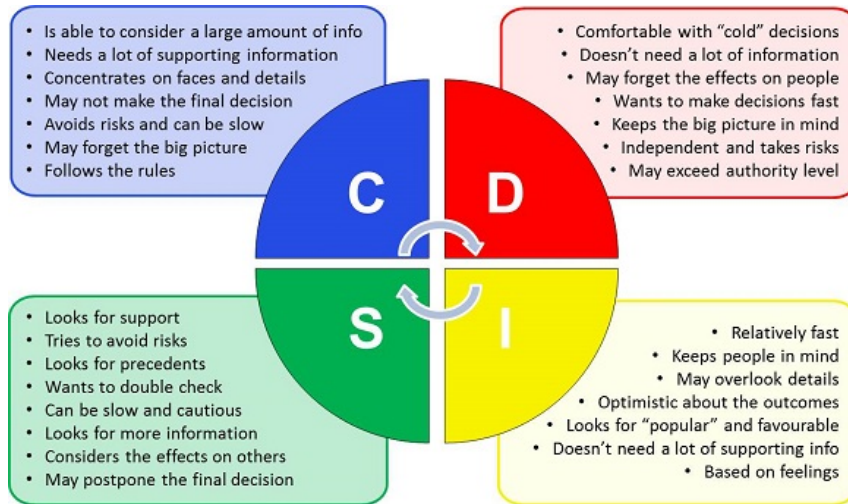 • Is able to consider a large amount of info
• Needs a lot of supporting information
• Concentrates on faces and details
• May not make the final decision
• Avoids risks and can be slow
• May forget the big picture
• Follows the rules
• Comfortable with “cold” decisions
• Doesn’t need a lot of information
• May forget the effects on people
• Wants to make decisions fast
• Keeps the big picture in mind
• Independent and takes risks
• May exceed authority level
C
D
S
I
• Looks for support
• Tries to avoid risks
• Looks for precedents
• Wants to double check
• Can be slow and cautious
• Looks for more information
• Considers the effects on others
• May postpone the final decision
• Relatively fast
• Keeps people in mind
• May overlook details
• Optimistic about the outcomes
• Looks for “popular” and favourable
• Doesn’t need a lot of supporting info
• Based on feelings